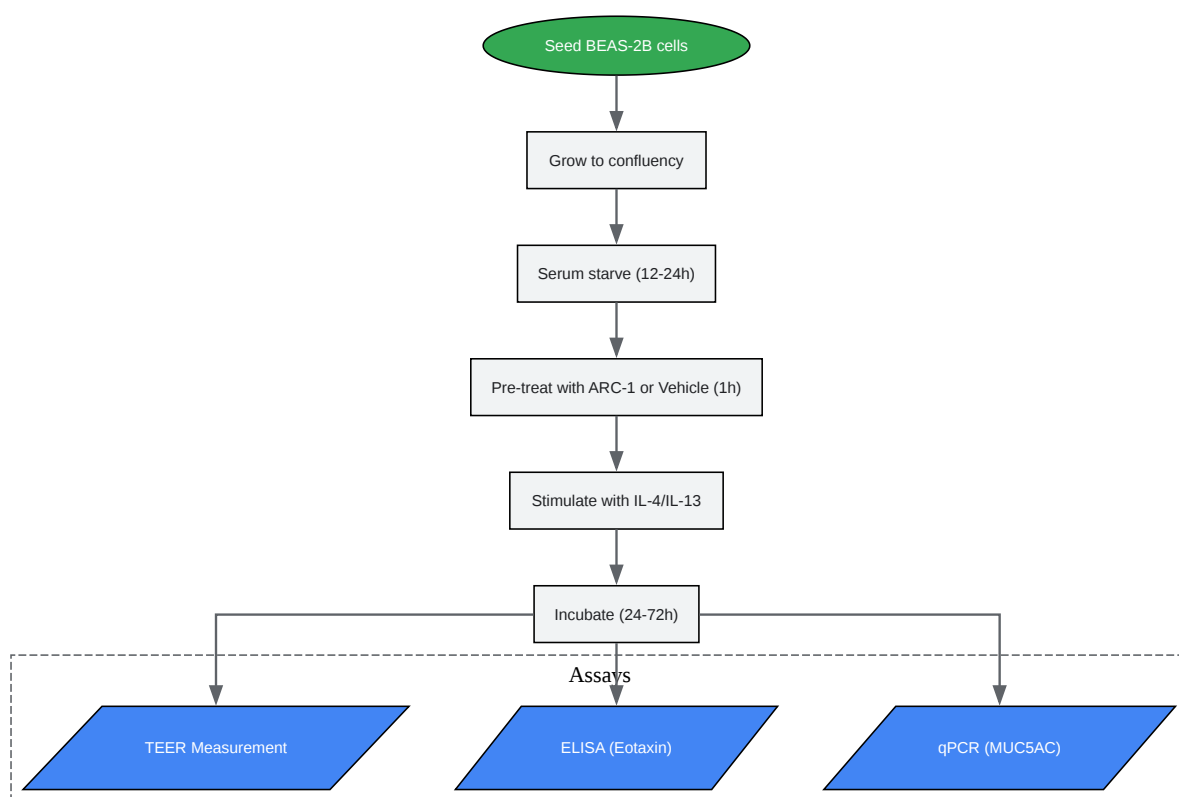 Seed BEAS-2B cells
Grow to confluency
Serum starve (12-24h)
Pre-treat with ARC-1 or Vehicle (1h)
Stimulate with IL-4/IL-13
Incubate (24-72h)
Assays
TEER Measurement
ELISA (Eotaxin)
qPCR (MUC5AC)